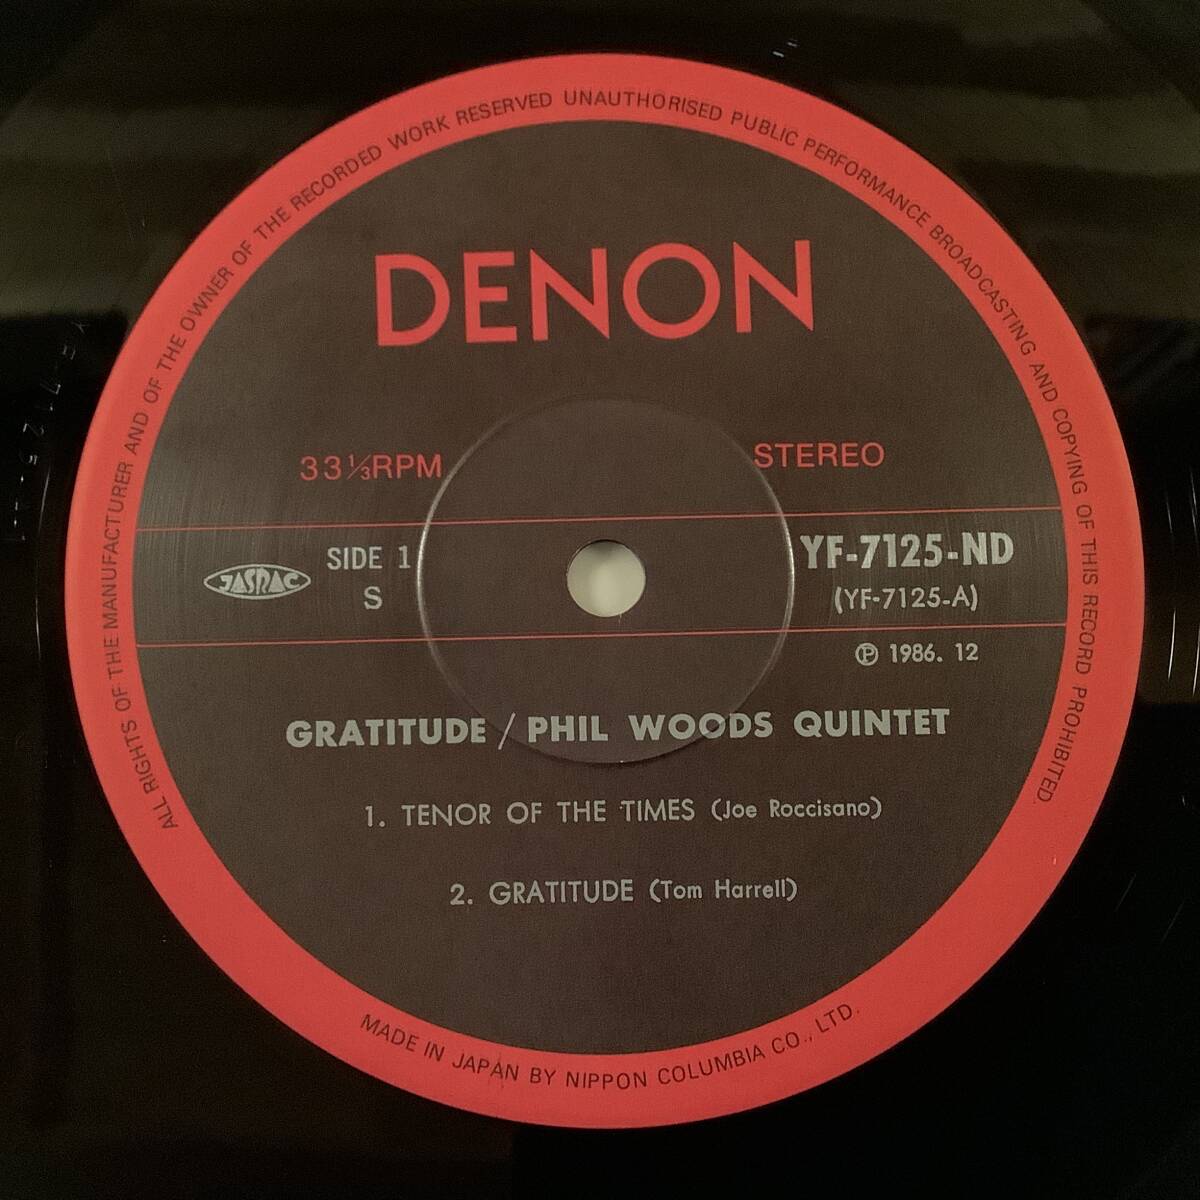 ALL RIGHTS OF THE MANUFACTURER AND OF THE OWNER OF THE RECORDED WORK RESERVED UNAUTHORISED PUBLIC PERFORMANCE BROADCASTING AND COPYING OF THIS RECORD PROHIBITED.
DENON
33⅓RPM
STEREO
JASRAC
SIDE 1
S
YF-7125-ND
(YF-7125-A)
Ⓟ 1986. 12
GRATITUDE / PHIL WOODS QUINTET
1. TENOR OF THE TIMES (Joe Roccisano)
2. GRATITUDE (Tom Harrell)
MADE IN JAPAN BY NIPPON COLUMBIA CO., LTD.